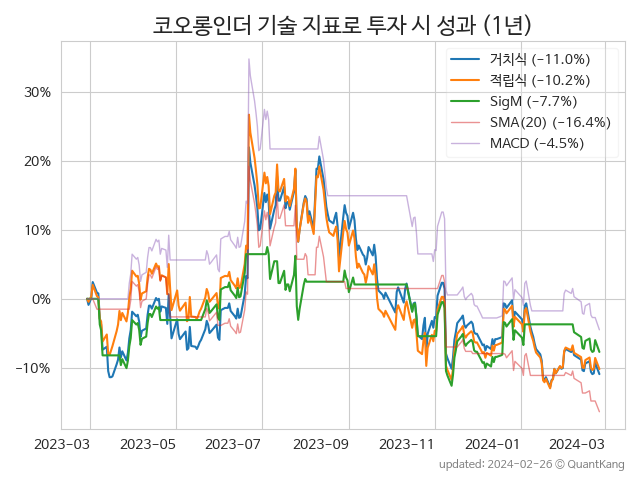 코오롱인더 기술 지표로 투자 시 성과 (1년)
거치식 (−11.0%)
적립식 (−10.2%)
SigM (−7.7%)
SMA(20) (−16.4%)
MACD (−4.5%)
30%
20%
10%
0%
−10%
2023−03 2023−05 2023−07 2023−09 2023−11 2024−01 2024−03
updated: 2024−02−26 © QuantKang